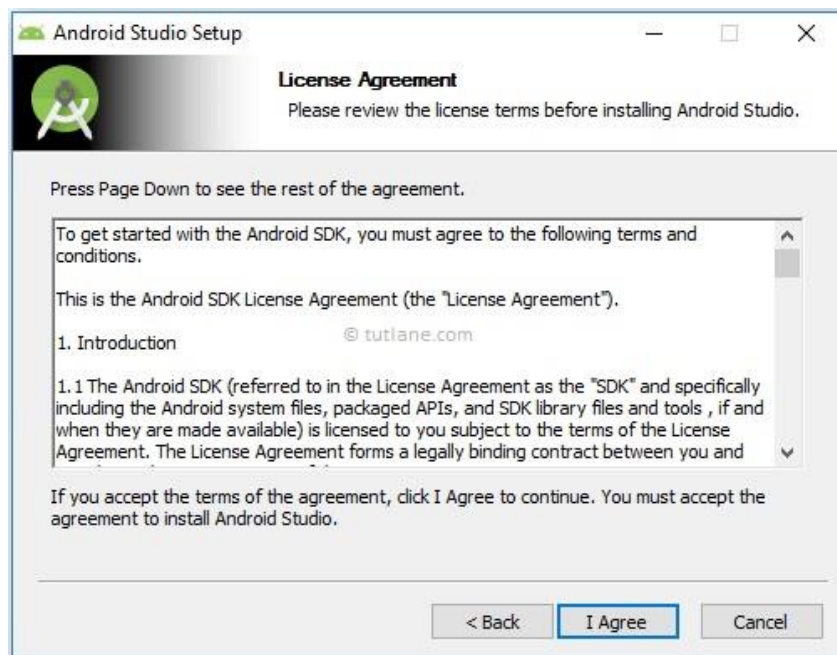 Android Studio Setup
License Agreement
Please review the license terms before installing Android Studio.
Press Page Down to see the rest of the agreement.
To get started with the Android SDK, you must agree to the following terms and
conditions.
This is the Android SDK License Agreement (the "License Agreement").
1. Introduction
© tutlane.com
1.1 The Android SDK (referred to in the License Agreement as the "SDK" and specifically
including the Android system files, packaged APIs, and SDK library files and tools , if and
when they are made available) is licensed to you subject to the terms of the License
Agreement. The License Agreement forms a legally binding contract between you and
If you accept the terms of the agreement, click I Agree to continue. You must accept the
agreement to install Android Studio.
< Back
I Agree
Cancel